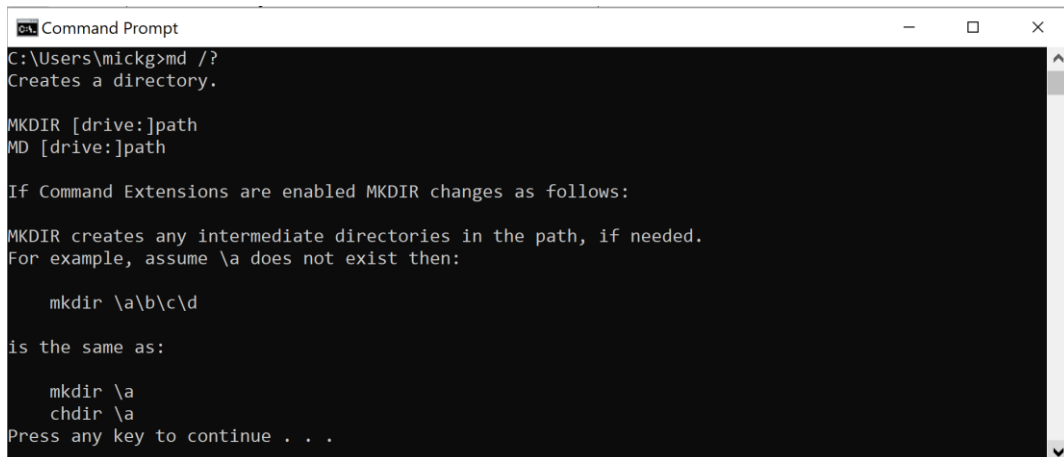 Command Prompt
C:\Users\mickg>md /?
Creates a directory.
MKDIR [drive:]path
MD [drive:]path
If Command Extensions are enabled MKDIR changes as follows:
MKDIR creates any intermediate directories in the path, if needed.
For example, assume \a does not exist then:
mkdir \a\b\c\d
is the same as:
mkdir \a
chdir \a
Press any key to continue . . .